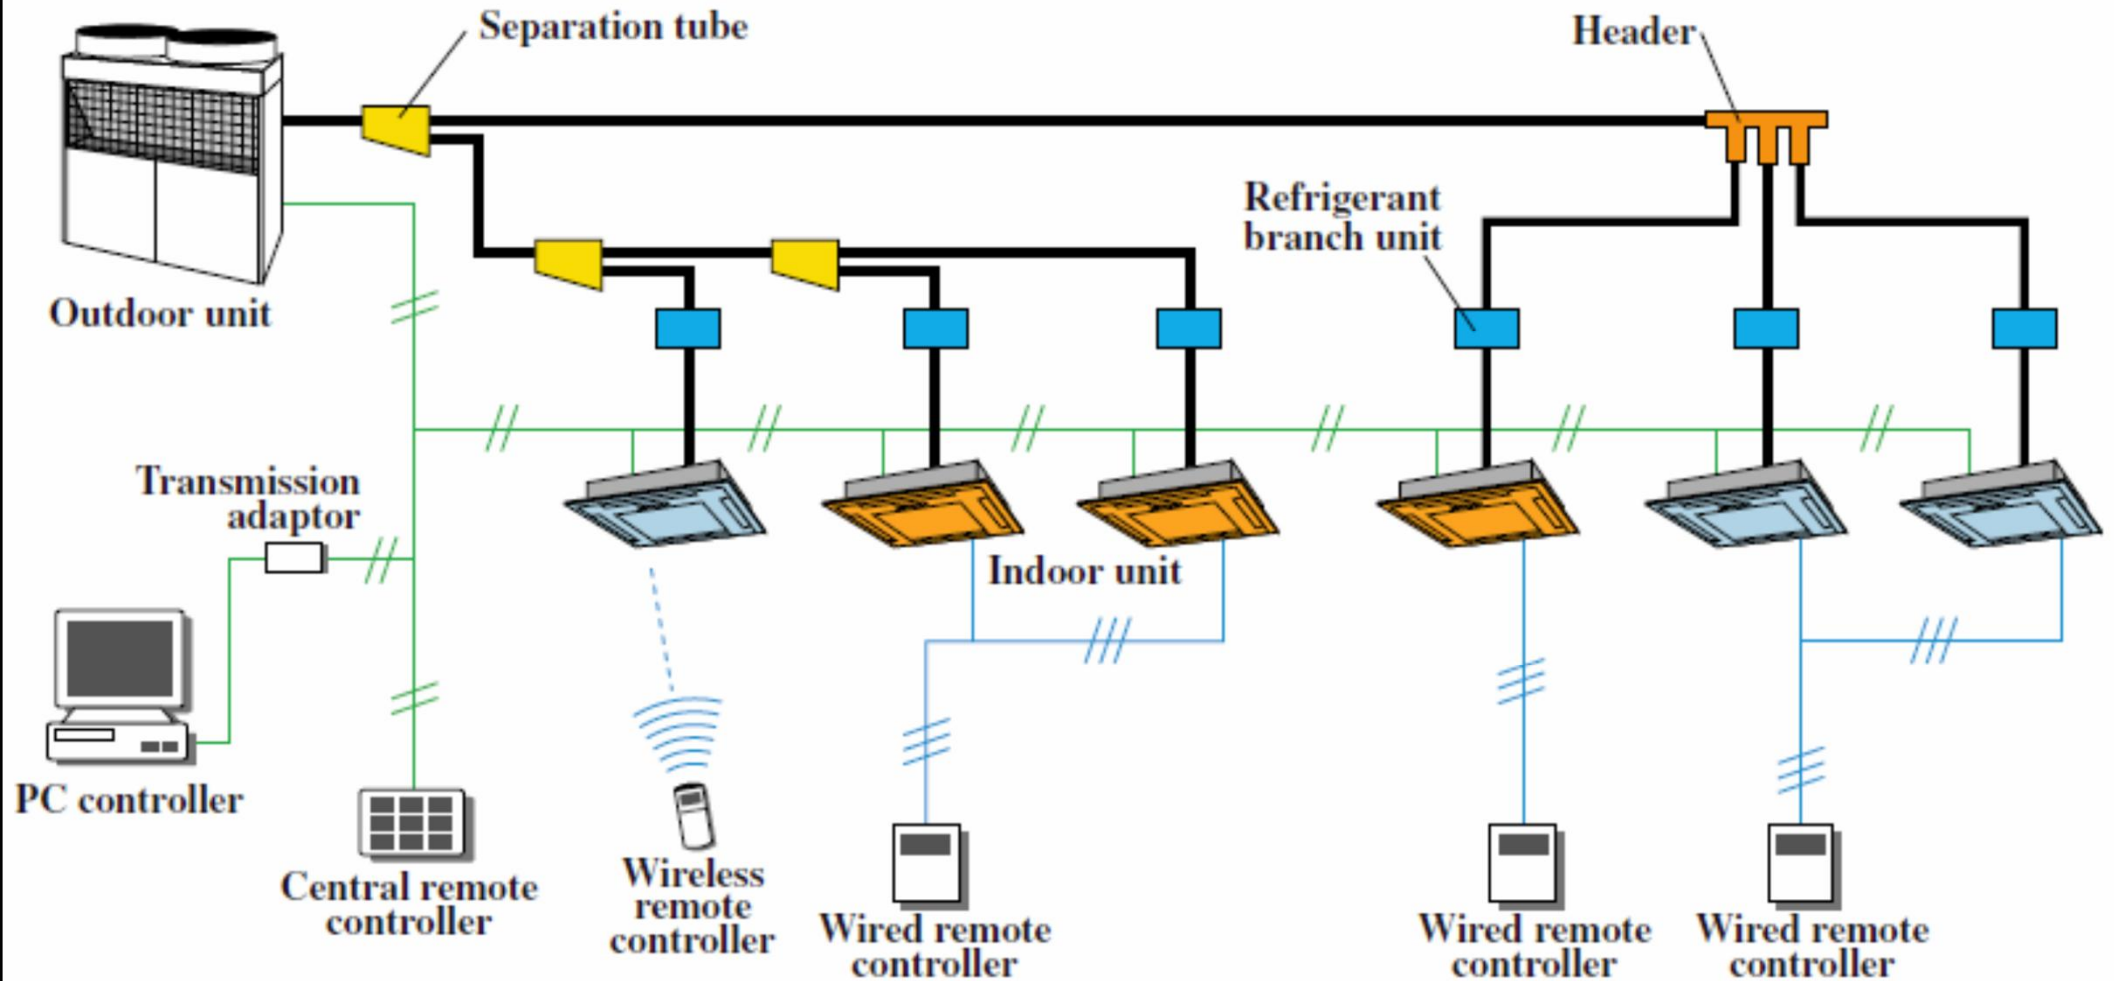 Separation tube
Header
Refrigerant
branch unit
Outdoor unit
Transmission
adaptor
Indoor unit
PC controller
Central remote
controller
Wireless
remote
controller
Wired remote
controller
Wired remote
controller
Wired remote
controller